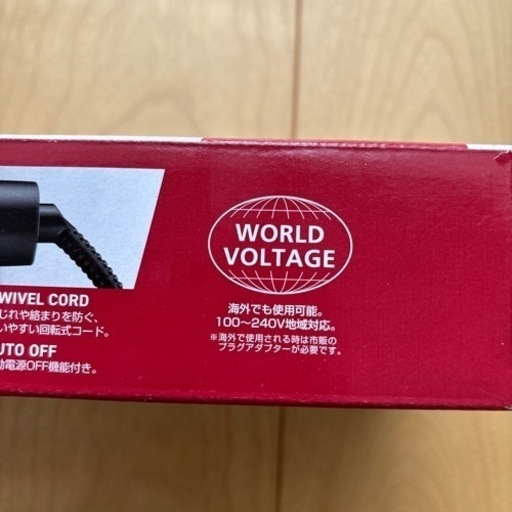 WORLD
VOLTAGE
海外でも使用可能。
100～240V地域対応。
※海外で使用される時は市販の
プラグアダプターが必要です。
WIVEL CORD
じれや絡まりを防ぐ、
いやすい回転式コード。
UTO OFF
動電源OFF機能付き。